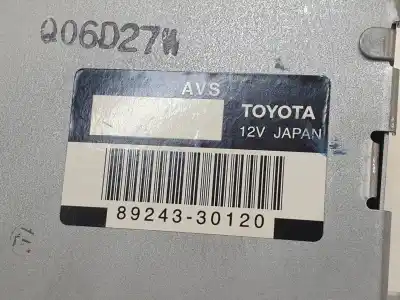 Q06D27W
AVS
TOYOTA
12V JAPAN
89243-30120